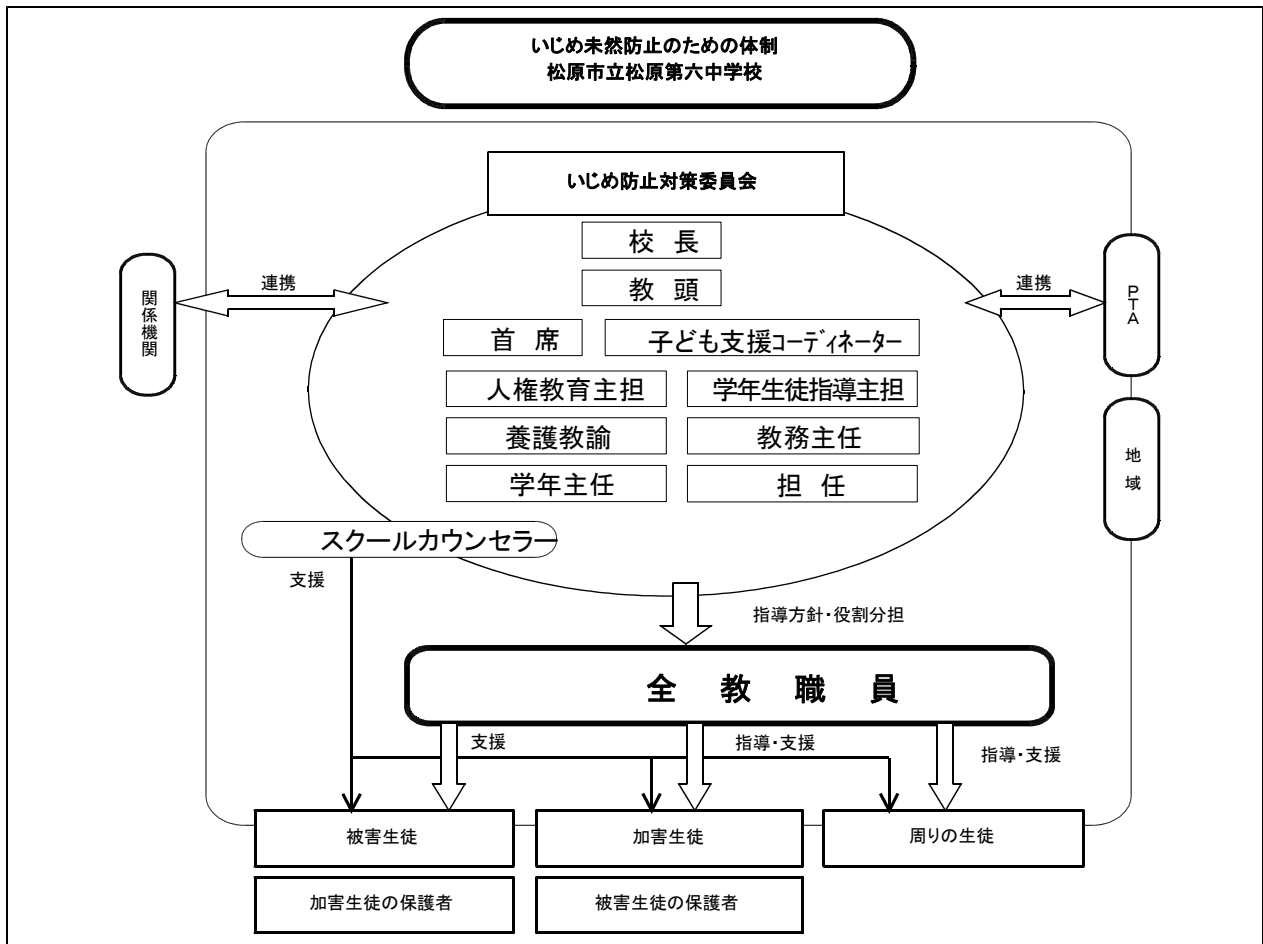 いじめ未然防止のための体制
松原市立松原第六中学校
いじめ防止対策委員会
校 長
教 頭
関係機関
連携
連携
PTA
首 席
子ども支援コーディネーター
人権教育主担
学年生徒指導主担
養護教諭
教務主任
地域
学年主任
担 任
スクールカウンセラー
支援
指導方針・役割分担
全 教 職 員
支援
指導・支援
指導・支援
被害生徒
加害生徒
周りの生徒
加害生徒の保護者
被害生徒の保護者